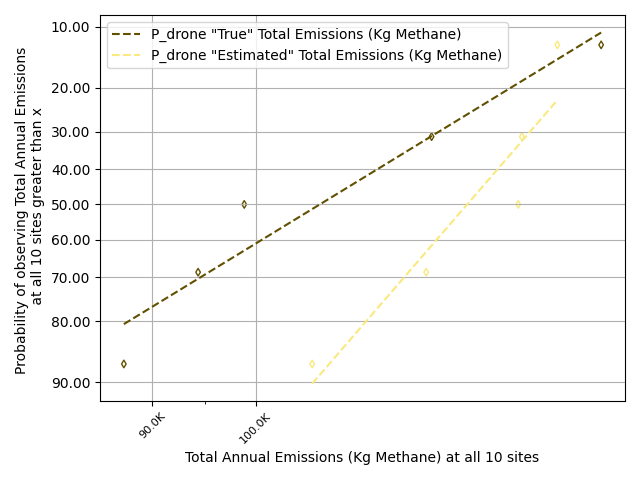 P_drone "True" Total Emissions (Kg Methane)
P_drone "Estimated" Total Emissions (Kg Methane)
10.00
20.00
30.00
40.00
50.00
60.00
70.00
80.00
90.00
Probability of observing Total Annual Emissions
at all 10 sites greater than x
90.0K
100.0K
Total Annual Emissions (Kg Methane) at all 10 sites